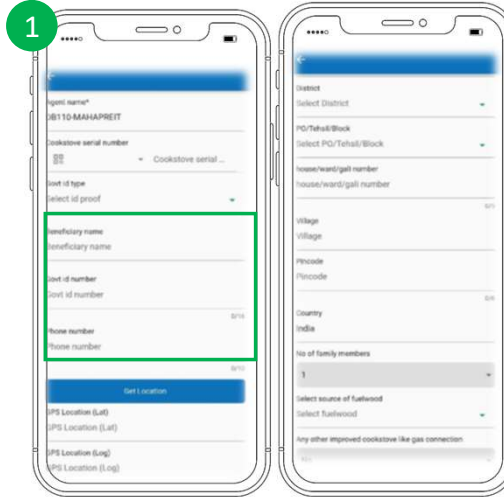 1
Agent name*
DB110-MAHAPREIT
Cookstove serial number
Cookstove serial ...
Govt id type
Select id proof
Beneficiary name
Beneficiary name
Govt id number
Govt id number
0/16
Phone number
Phone number
0/10
Get Location
GPS Location (Lat)
GPS Location (Lat)
GPS Location (Log)
GPS Location (Log)
District
Select District
PO/Tehsil/Block
Select PO/Tehsil/Block
house/ward/gali number
house/ward/gali number
Village
Village
Pincode
Pincode
Country
India
No of family members
1
Select source of fuelwood
Select fuelwood
Any other improved cookstove like gas connection